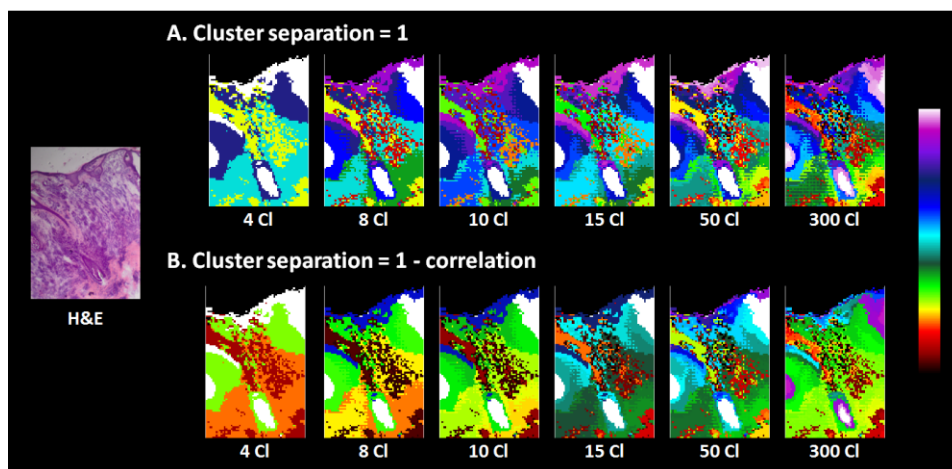 A. Cluster separation = 1
4 Cl 8 Cl 10 Cl 15 Cl 50 Cl 300 Cl
H&E
B. Cluster separation = 1 - correlation
4 Cl 8 Cl 10 Cl 15 Cl 50 Cl 300 Cl